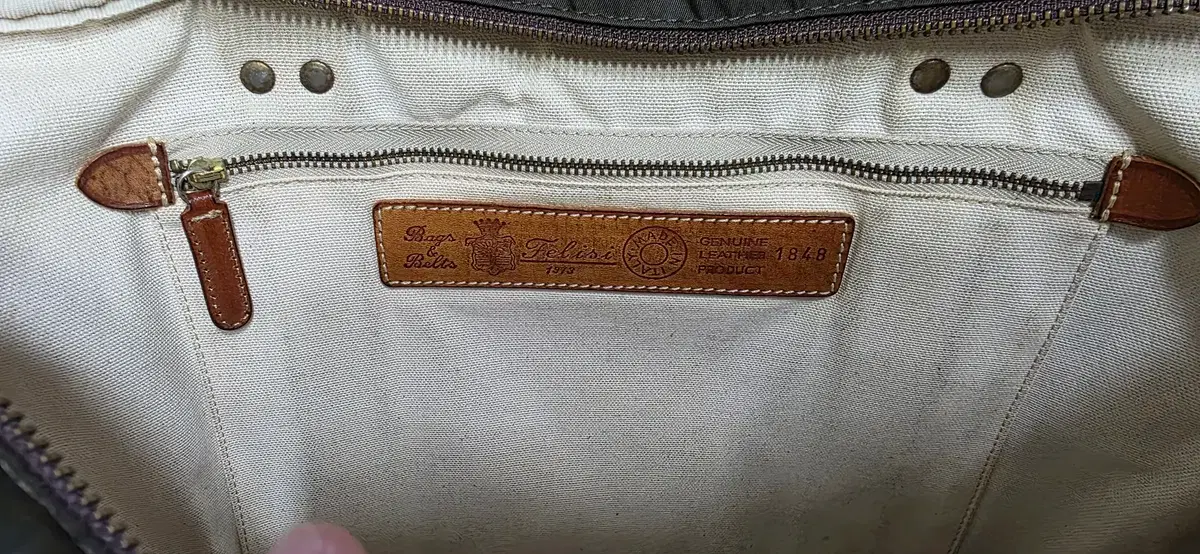 Bags
&
Belts
Felisi
1973
MADE IN ITALY
GENUINE
LEATHER
PRODUCT
1848